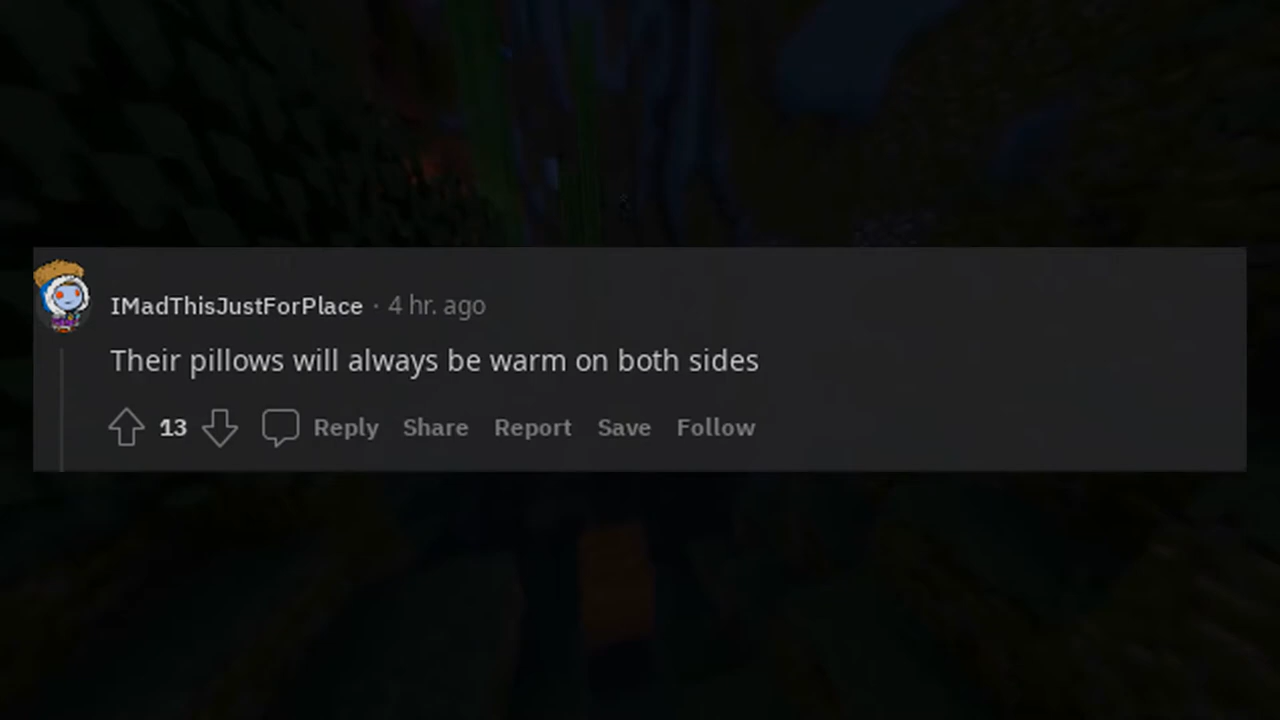 IMadThisJustForPlace · 4 hr. ago
Their pillows will always be warm on both sides
13 Reply Share Report Save Follow